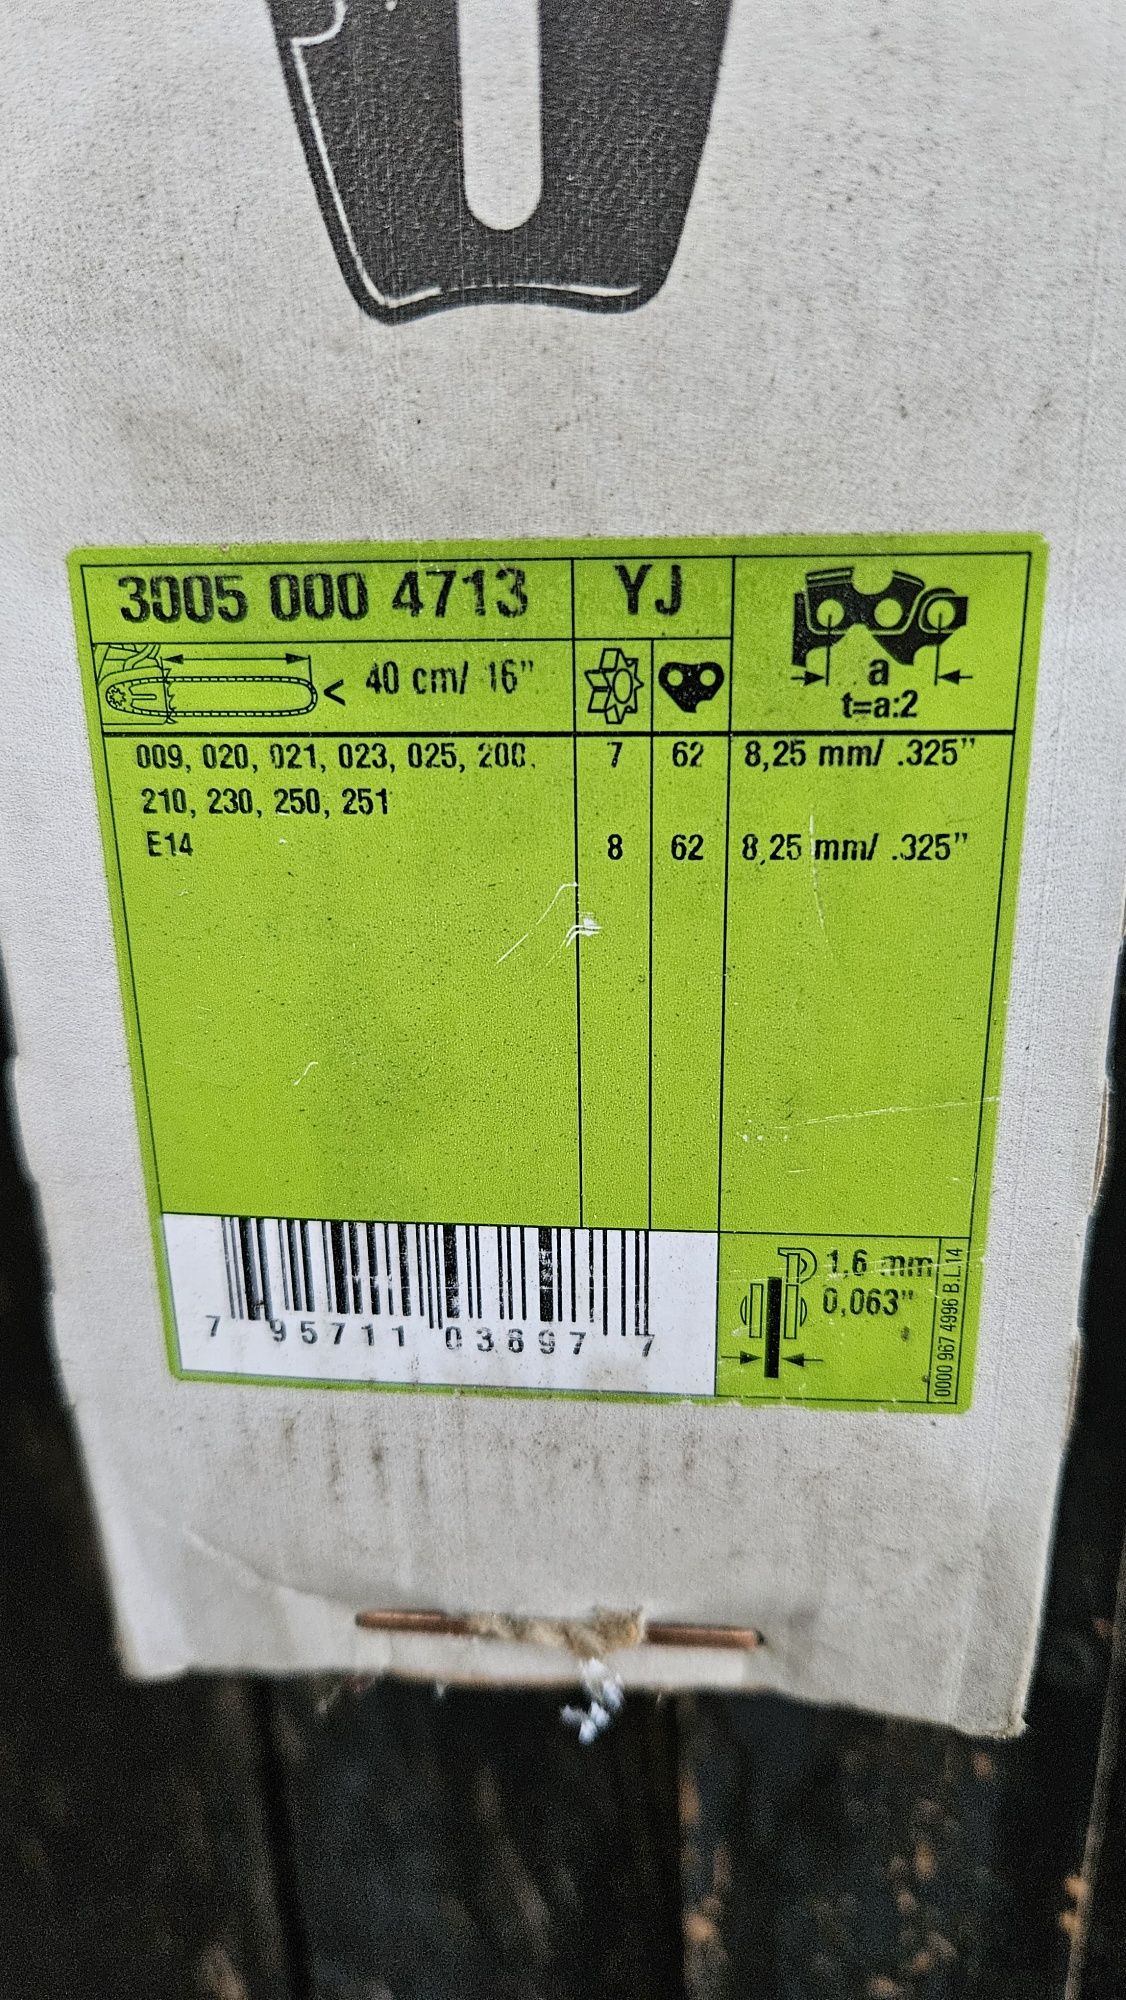 3005 000 4713
YJ
a
t=a:2
< 40 cm/ 16”
009, 020, 021, 023, 025, 200,
210, 230, 250, 251
7 62 8,25 mm/ .325”
E14 8 62 8,25 mm/ .325”
1,6 mm
0,063”
0000 967 4996 B.L.14
7 95711 03897 7